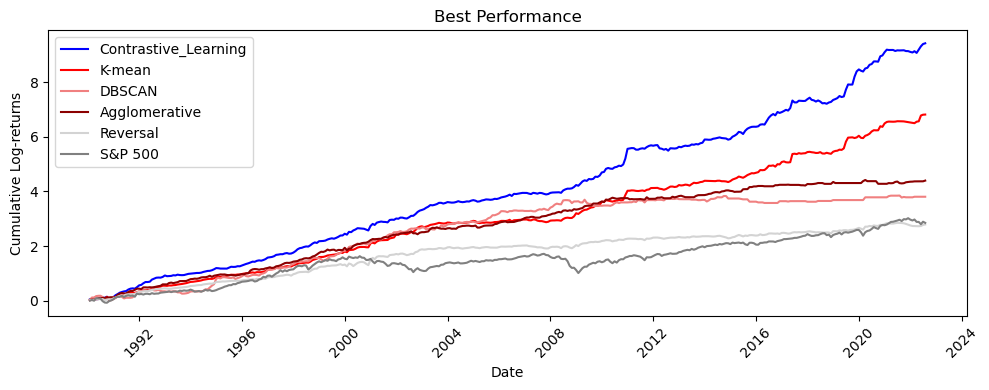 Best Performance
Contrastive_Learning
K-mean
DBSCAN
Agglomerative
Reversal
S&P 500
Cumulative Log-returns
8
6
4
2
0
1992
1996
2000
2004
2008
2012
2016
2020
2024
Date